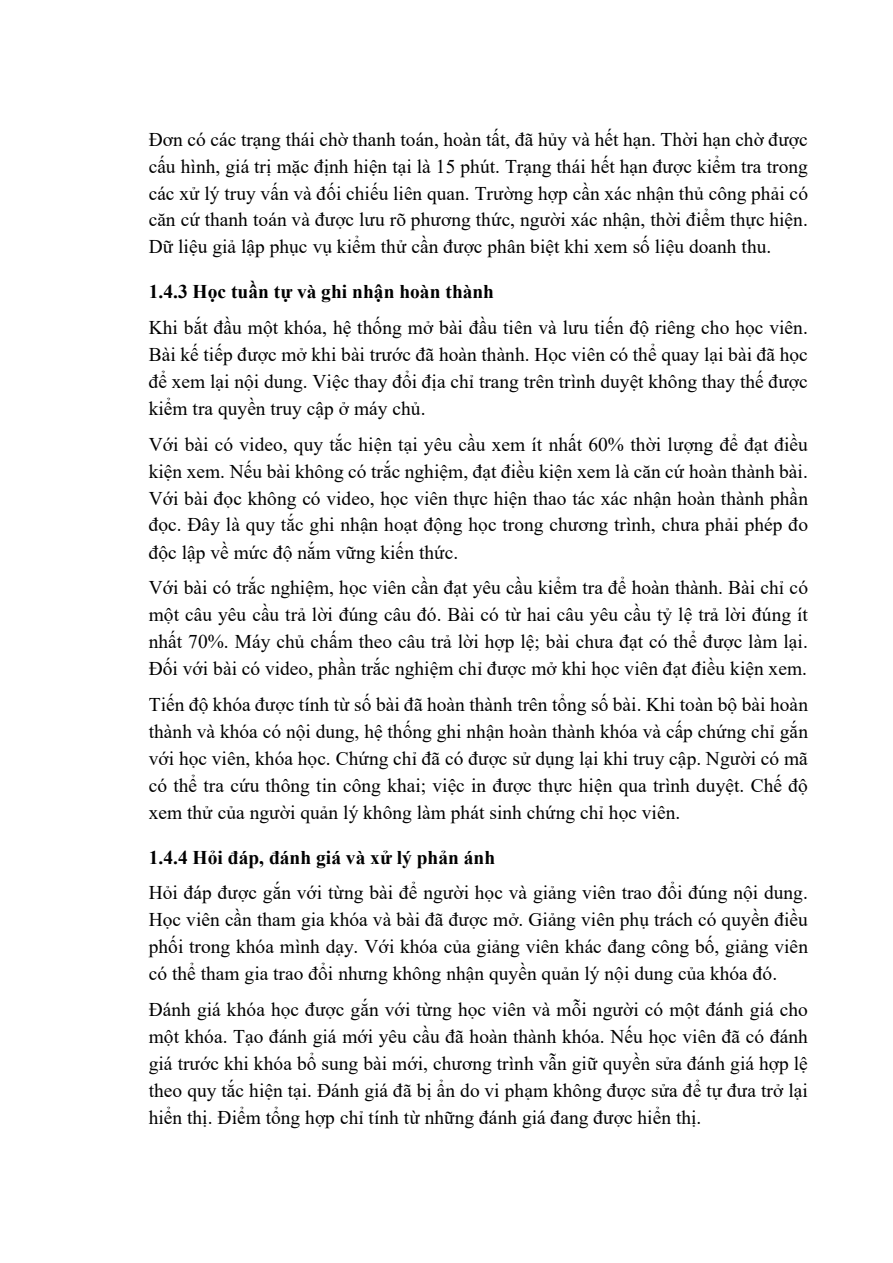 Đơn có các trạng thái chờ thanh toán, hoàn tất, đã hủy và hết hạn. Thời hạn chờ được
cấu hình, giá trị mặc định hiện tại là 15 phút. Trạng thái hết hạn được kiểm tra trong
các xử lý truy vấn và đối chiếu liên quan. Trường hợp cần xác nhận thủ công phải có
căn cứ thanh toán và được lưu rõ phương thức, người xác nhận, thời điểm thực hiện.
Dữ liệu giả lập phục vụ kiểm thử cần được phân biệt khi xem số liệu doanh thu.
1.4.3 Học tuần tự và ghi nhận hoàn thành
Khi bắt đầu một khóa, hệ thống mở bài đầu tiên và lưu tiến độ riêng cho học viên.
Bài kế tiếp được mở khi bài trước đã hoàn thành. Học viên có thể quay lại bài đã học
để xem lại nội dung. Việc thay đổi địa chỉ trang trên trình duyệt không thay thế được
kiểm tra quyền truy cập ở máy chủ.
Với bài có video, quy tắc hiện tại yêu cầu xem ít nhất 60% thời lượng để đạt điều
kiện xem. Nếu bài không có trắc nghiệm, đạt điều kiện xem là căn cứ hoàn thành bài.
Với bài đọc không có video, học viên thực hiện thao tác xác nhận hoàn thành phần
đọc. Đây là quy tắc ghi nhận hoạt động học trong chương trình, chưa phải phép đo
độc lập về mức độ nắm vững kiến thức.
Với bài có trắc nghiệm, học viên cần đạt yêu cầu kiểm tra để hoàn thành. Bài chỉ có
một câu yêu cầu trả lời đúng câu đó. Bài có từ hai câu yêu cầu tỷ lệ trả lời đúng ít
nhất 70%. Máy chủ chấm theo câu trả lời hợp lệ; bài chưa đạt có thể được làm lại.
Đối với bài có video, phần trắc nghiệm chỉ được mở khi học viên đạt điều kiện xem.
Tiến độ khóa được tính từ số bài đã hoàn thành trên tổng số bài. Khi toàn bộ bài hoàn
thành và khóa có nội dung, hệ thống ghi nhận hoàn thành khóa và cấp chứng chỉ gắn
với học viên, khóa học. Chứng chỉ đã có được sử dụng lại khi truy cập. Người có mã
có thể tra cứu thông tin công khai; việc in được thực hiện qua trình duyệt. Chế độ
xem thử của người quản lý không làm phát sinh chứng chỉ học viên.
1.4.4 Hỏi đáp, đánh giá và xử lý phản ánh
Hỏi đáp được gắn với từng bài để người học và giảng viên trao đổi đúng nội dung.
Học viên cần tham gia khóa và bài đã được mở. Giảng viên phụ trách có quyền điều
phối trong khóa mình dạy. Với khóa của giảng viên khác đang công bố, giảng viên
có thể tham gia trao đổi nhưng không nhận quyền quản lý nội dung của khóa đó.
Đánh giá khóa học được gắn với từng học viên và mỗi người có một đánh giá cho
một khóa. Tạo đánh giá mới yêu cầu đã hoàn thành khóa. Nếu học viên đã có đánh
giá trước khi khóa bổ sung bài mới, chương trình vẫn giữ quyền sửa đánh giá hợp lệ
theo quy tắc hiện tại. Đánh giá đã bị ẩn do vi phạm không được sửa để tự đưa trở lại
hiển thị. Điểm tổng hợp chỉ tính từ những đánh giá đang được hiển thị.